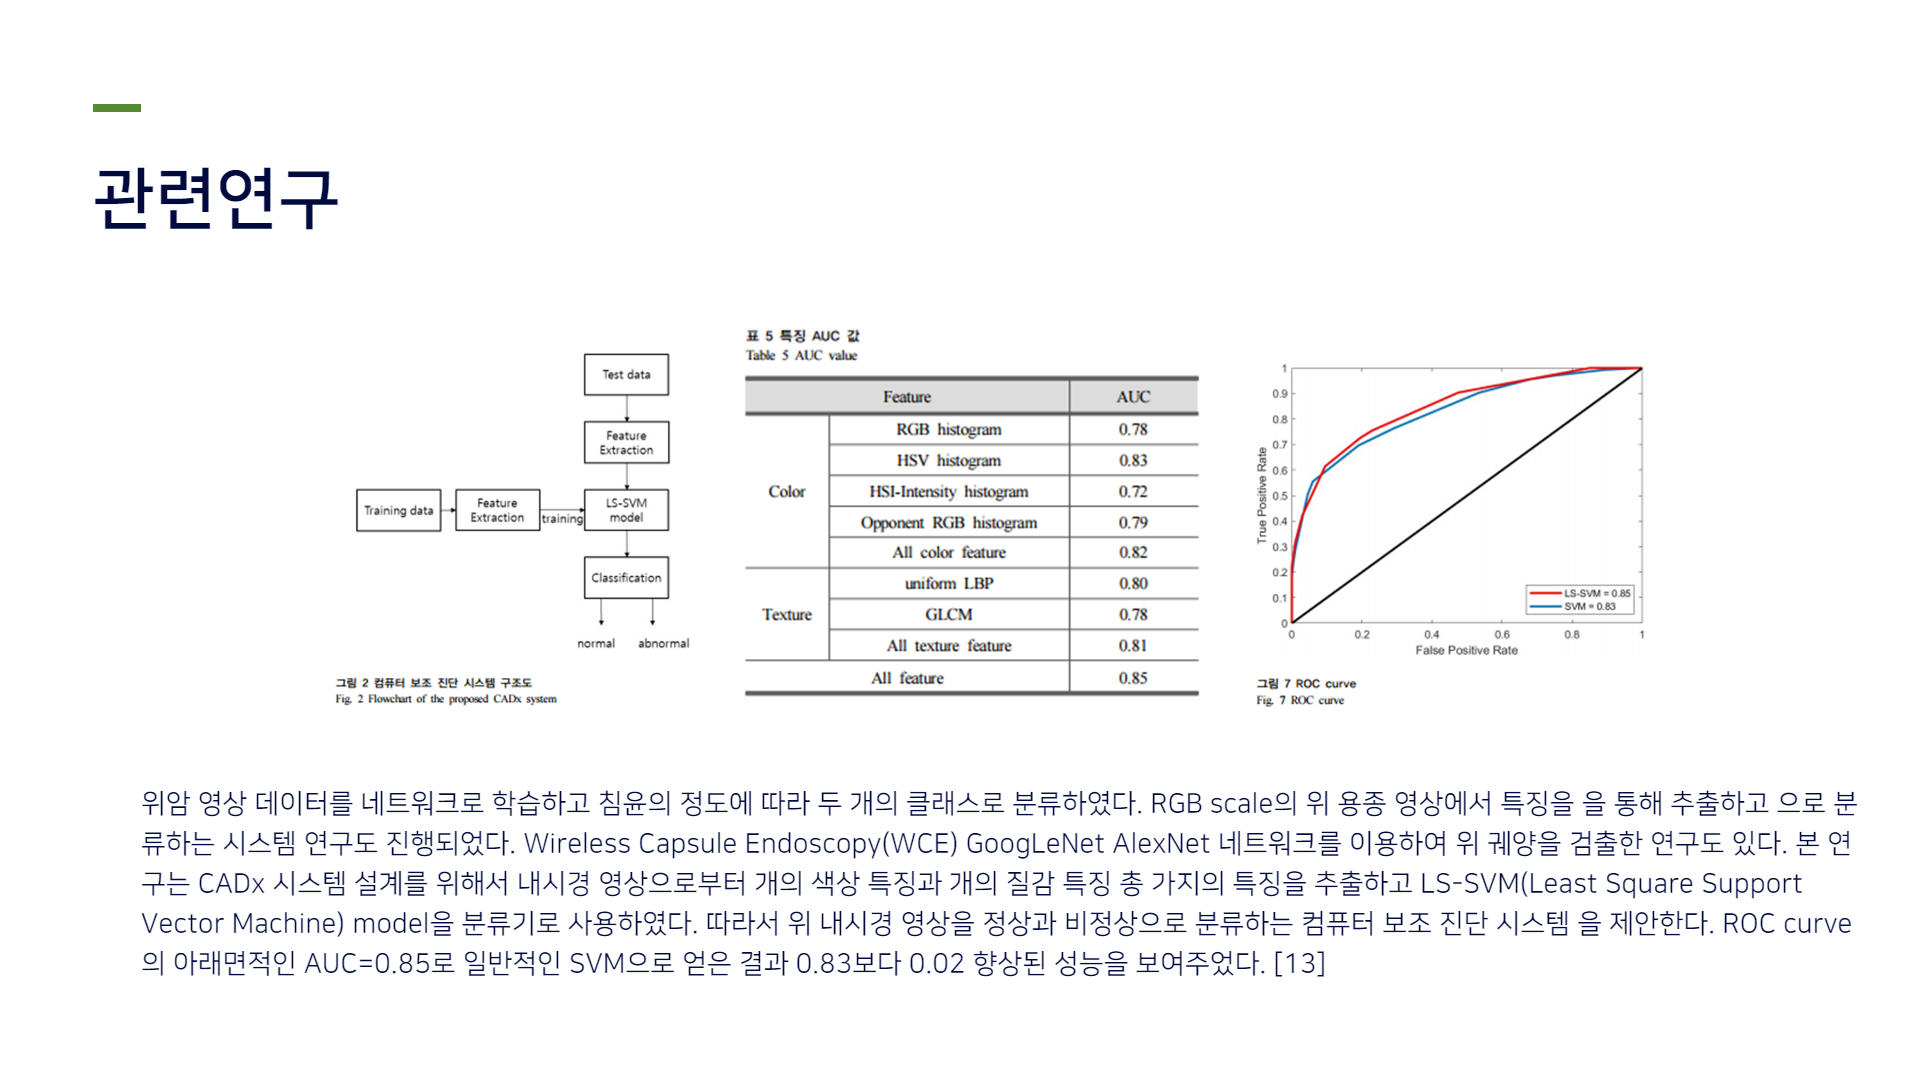 관련연구
Test data
Feature
Extraction
Training data
Feature
Extraction
training
LS-SVM
model
Classification
normal abnormal
그림 2 컴퓨터 보조 진단 시스템 구조도
Fig. 2 Flowchart of the proposed CADx system
표 5 특징 AUC 값
Table 5 AUC value
Feature AUC
Color
RGB histogram 0.78
HSV histogram 0.83
HSI-Intensity histogram 0.72
Opponent RGB histogram 0.79
All color feature 0.82
Texture
uniform LBP 0.80
GLCM 0.78
All texture feature 0.81
All feature 0.85
1
0.9
0.8
0.7
0.6
0.5
0.4
0.3
0.2
0.1
0
True Positive Rate
0 0.2 0.4 0.6 0.8 1
False Positive Rate
LS-SVM = 0.85
SVM = 0.83
그림 7 ROC curve
Fig. 7 ROC curve
위암 영상 데이터를 네트워크로 학습하고 침윤의 정도에 따라 두 개의 클래스로 분류하였다. RGB scale의 위 용종 영상에서 특징을 을 통해 추출하고 으로 분
류하는 시스템 연구도 진행되었다. Wireless Capsule Endoscopy(WCE) GoogLeNet AlexNet 네트워크를 이용하여 위 궤양을 검출한 연구도 있다. 본 연
구는 CADx 시스템 설계를 위해서 내시경 영상으로부터 개의 색상 특징과 개의 질감 특징 총 가지의 특징을 추출하고 LS-SVM(Least Square Support
Vector Machine) model을 분류기로 사용하였다. 따라서 위 내시경 영상을 정상과 비정상으로 분류하는 컴퓨터 보조 진단 시스템 을 제안한다. ROC curve
의 아래면적인 AUC=0.85로 일반적인 SVM으로 얻은 결과 0.83보다 0.02 향상된 성능을 보여주었다. [13]